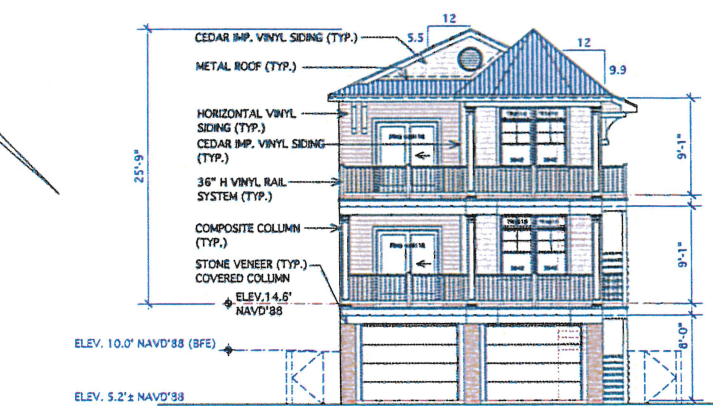 12
5.5
CEDAR IMP. VINYL SIDING (TYP.)
12
METAL ROOF (TYP.)
9.9
HORIZONTAL VINYL
SIDING (TYP.)
CEDAR IMP. VINYL SIDING
(TYP.)
9'-1"
25'-9"
36" H VINYL RAIL
SYSTEM (TYP.)
COMPOSITE COLUMN
(TYP.)
9'-1"
STONE VENEER (TYP.)
COVERED COLUMN
ELEV.14.6'
NAVD'88
8'-0"
ELEV. 10.0' NAVD'88 (BFE)
ELEV. 5.2'± NAVD'88